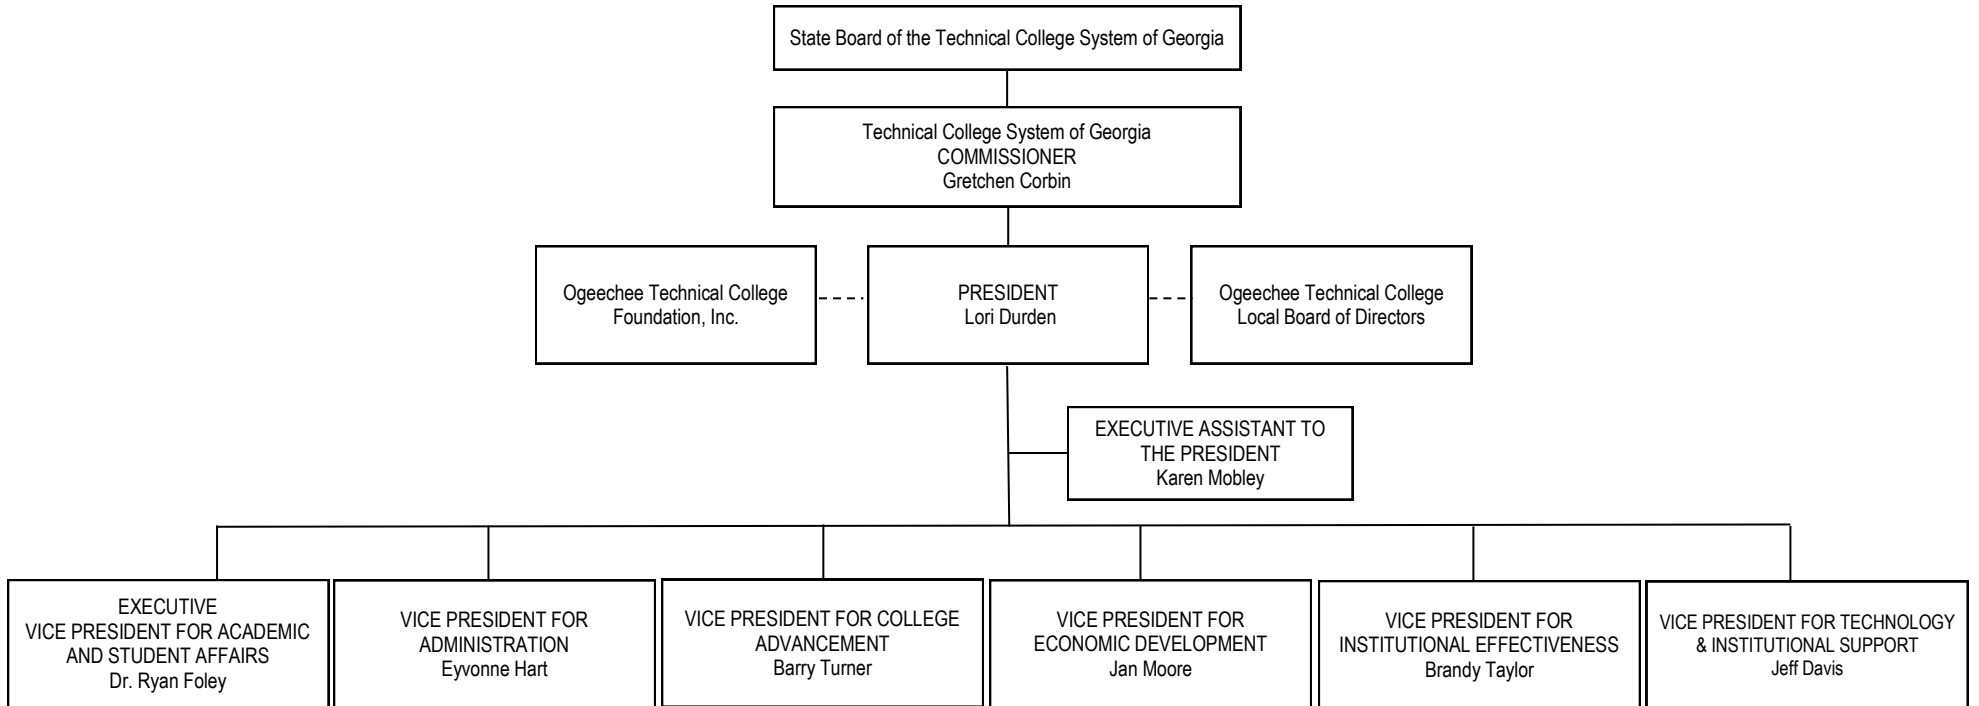 State Board of the Technical College System of Georgia
Technical College System of Georgia
COMMISSIONER
Gretchen Corbin
Ogeechee Technical College
Foundation, Inc.
PRESIDENT
Lori Durden
Ogeechee Technical College
Local Board of Directors
EXECUTIVE ASSISTANT TO
THE PRESIDENT
Karen Mobley
EXECUTIVE
VICE PRESIDENT FOR ACADEMIC
AND STUDENT AFFAIRS
Dr. Ryan Foley
VICE PRESIDENT FOR
ADMINISTRATION
Eyvonne Hart
VICE PRESIDENT FOR COLLEGE
ADVANCEMENT
Barry Turner
VICE PRESIDENT FOR
ECONOMIC DEVELOPMENT
Jan Moore
VICE PRESIDENT FOR
INSTITUTIONAL EFFECTIVENESS
Brandy Taylor
VICE PRESIDENT FOR TECHNOLOGY
& INSTITUTIONAL SUPPORT
Jeff Davis